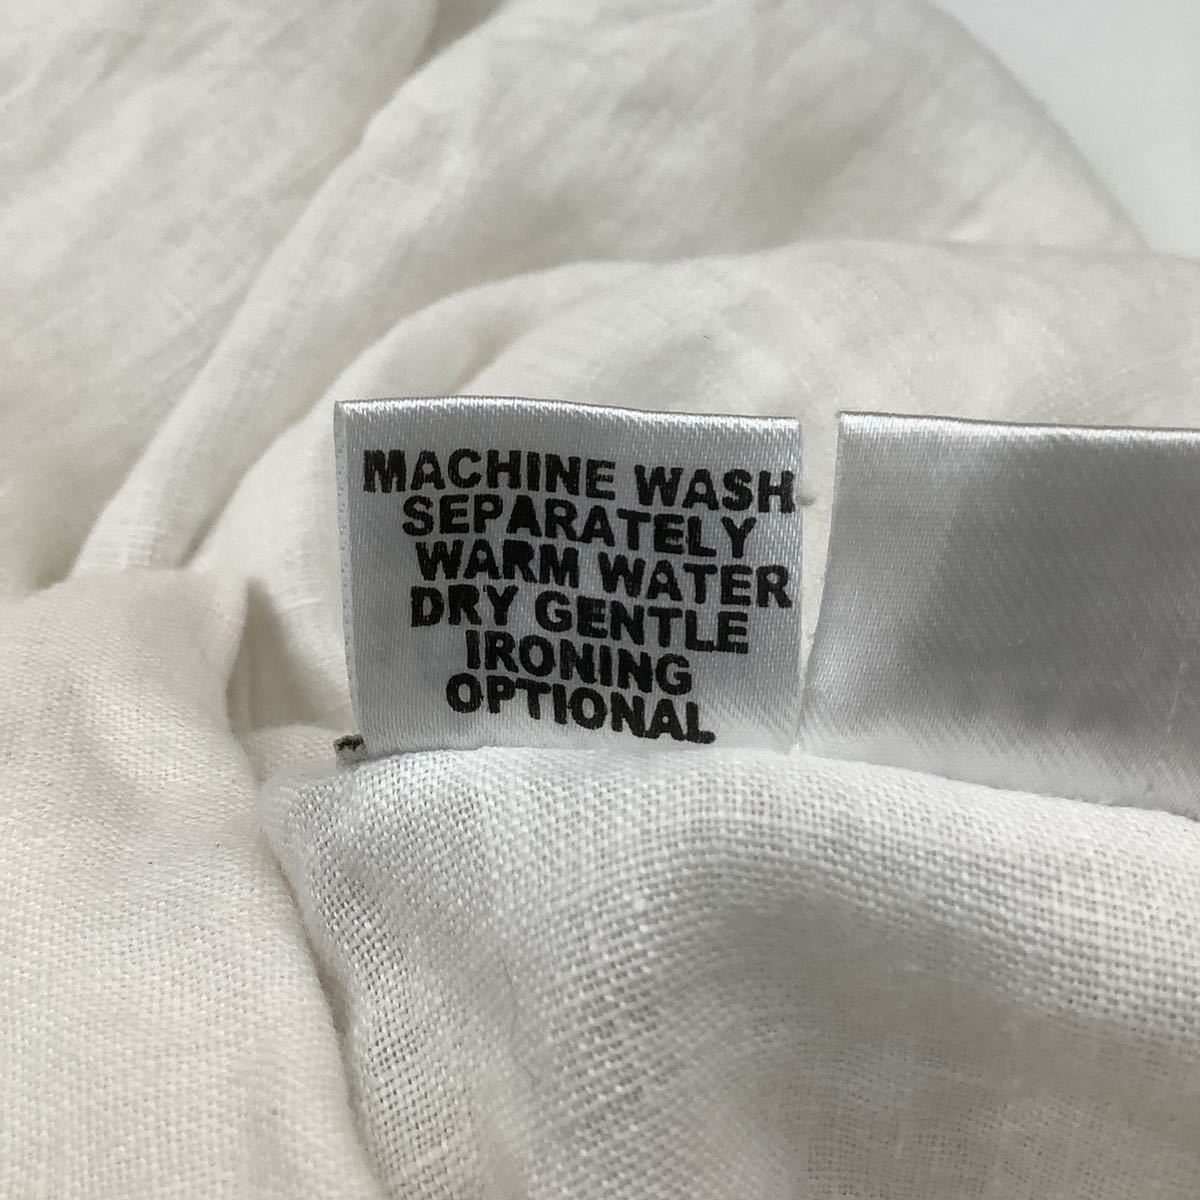 MACHINE WASH
SEPARATELY
WARM WATER
DRY GENTLE
IRONING
OPTIONAL